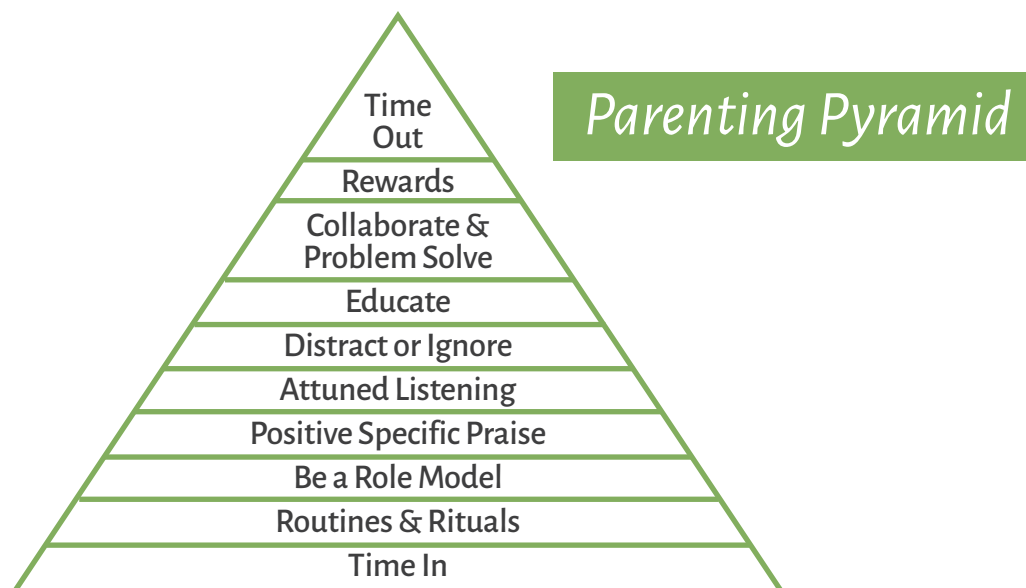 Parenting Pyramid
Time
Out
Rewards
Collaborate &
Problem Solve
Educate
Distract or Ignore
Attuned Listening
Positive Specific Praise
Be a Role Model
Routines & Rituals
Time In